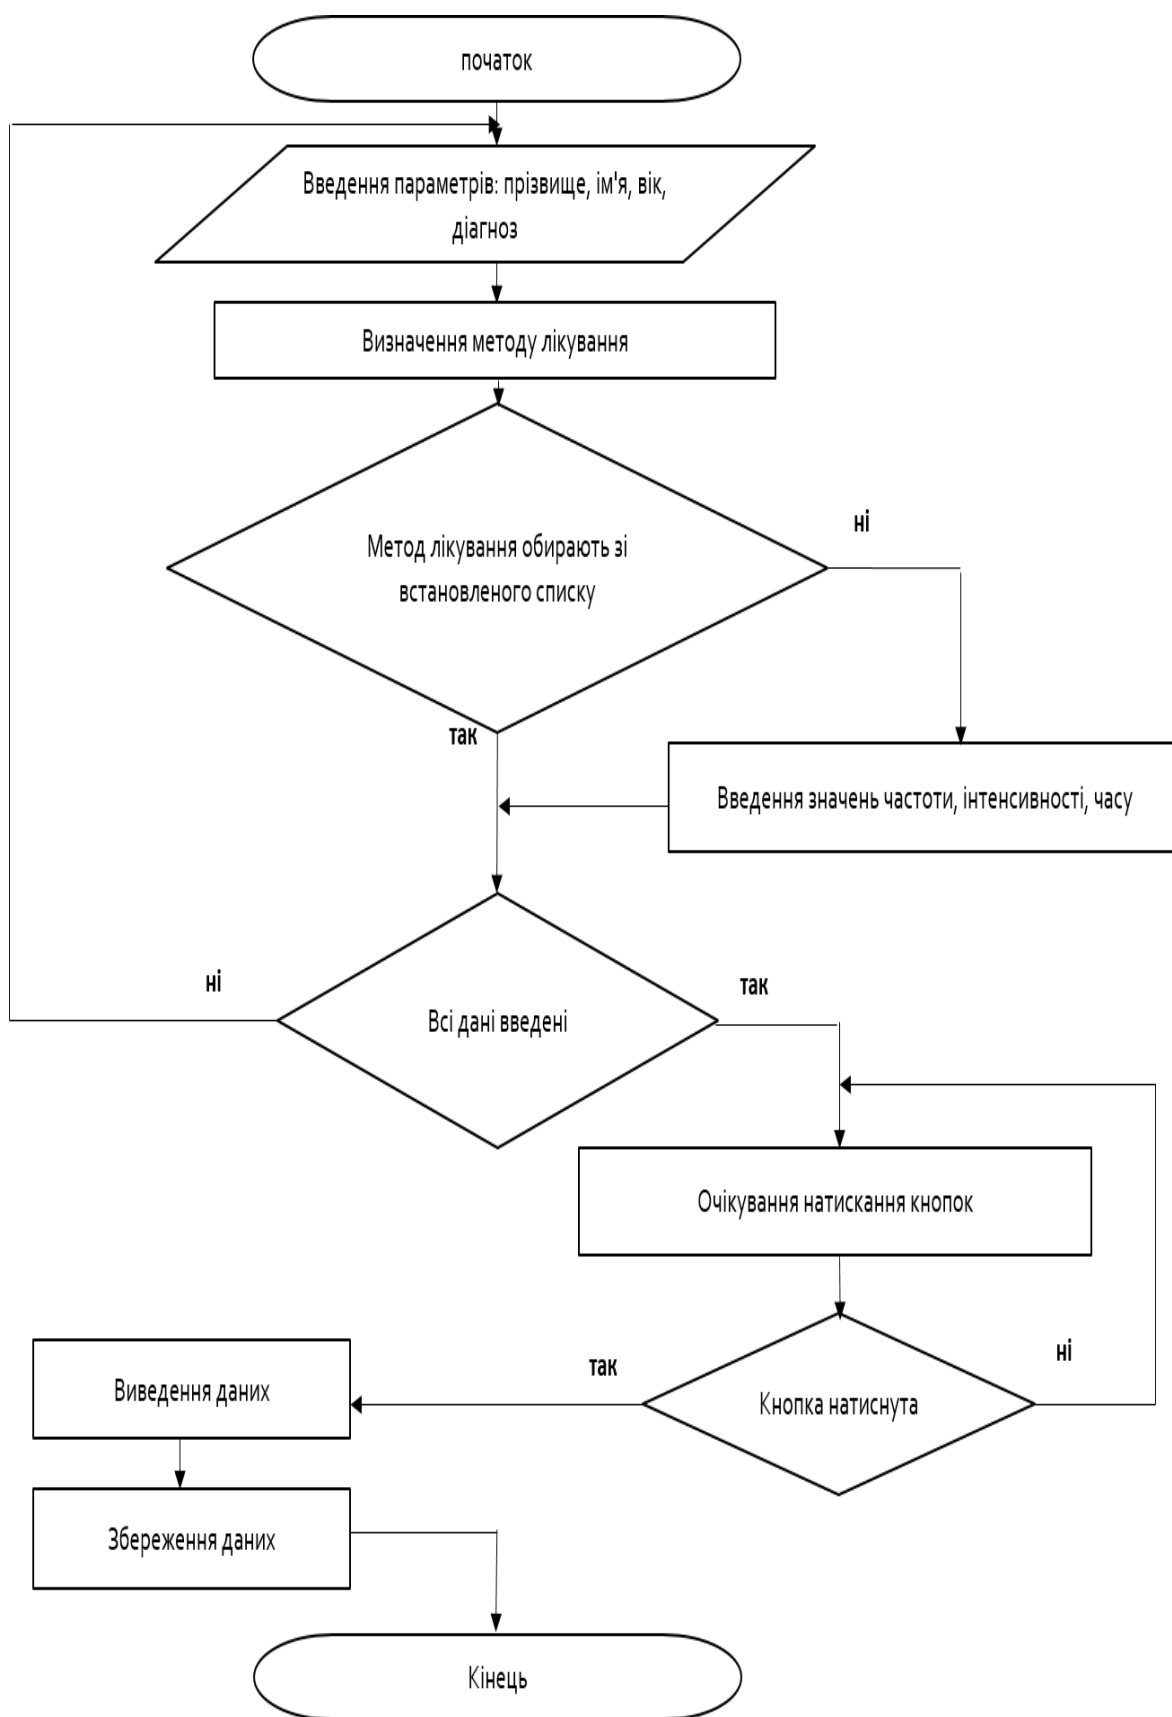 початок
Введення параметрів: прізвище, ім'я, вік,
діагноз
Визначення методу лікування
ні
Метод лікування обирають зі
встановленого списку
так
Введення значень частоти, інтенсивності, часу
ні
так
Всі дані введені
Очікування натискання кнопок
так
ні
Виведення даних
Кнопка натиснута
Збереження даних
Кінець